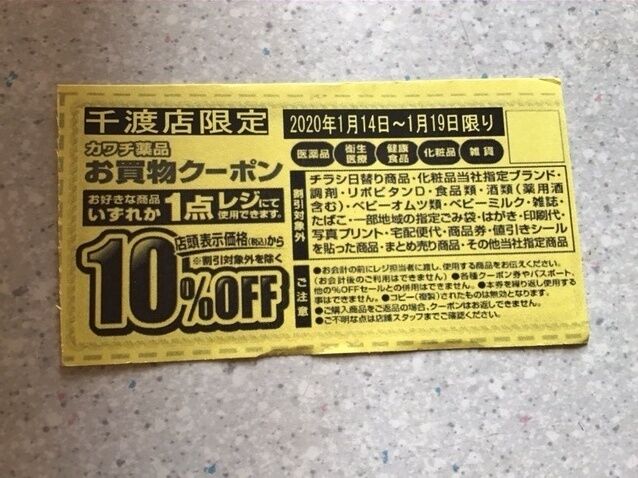 千渡店限定
2020年1月14日～1月19日限り
カワチ薬品
お買物クーポン
医薬品 衛生医療 健康食品 化粧品 雑貨
お好きな商品いずれか1点レジにて使用できます。
店頭表示価格(税込)から
※割引対象外を除く
10%OFF
割引対象外
チラシ日替り商品・化粧品当社指定ブランド・
調剤・リポビタンD・食品類・酒類(薬用酒
含む)・ベビーオムツ類・ベビーミルク・雑誌・
たばこ・一部地域の指定ごみ袋・はがき・印刷代・
写真プリント・宅配便代・商品券・値引きシール
を貼った商品・まとめ売り商品・その他当社指定商品
ご注意
●お会計の前にレジ担当者に渡し、使用する商品をお伝えください。
(お会計後のご利用はできません)●各種クーポン券やパスポート、
他の%OFFセールとの併用はできません。●本券を繰り返し使用する
事はできません。●コピー(複製)されたものは無効となります。
●ご購入商品をご返品の場合、クーポンはお返しできません。
●ご不明な点は店舗スタッフまでご確認ください。